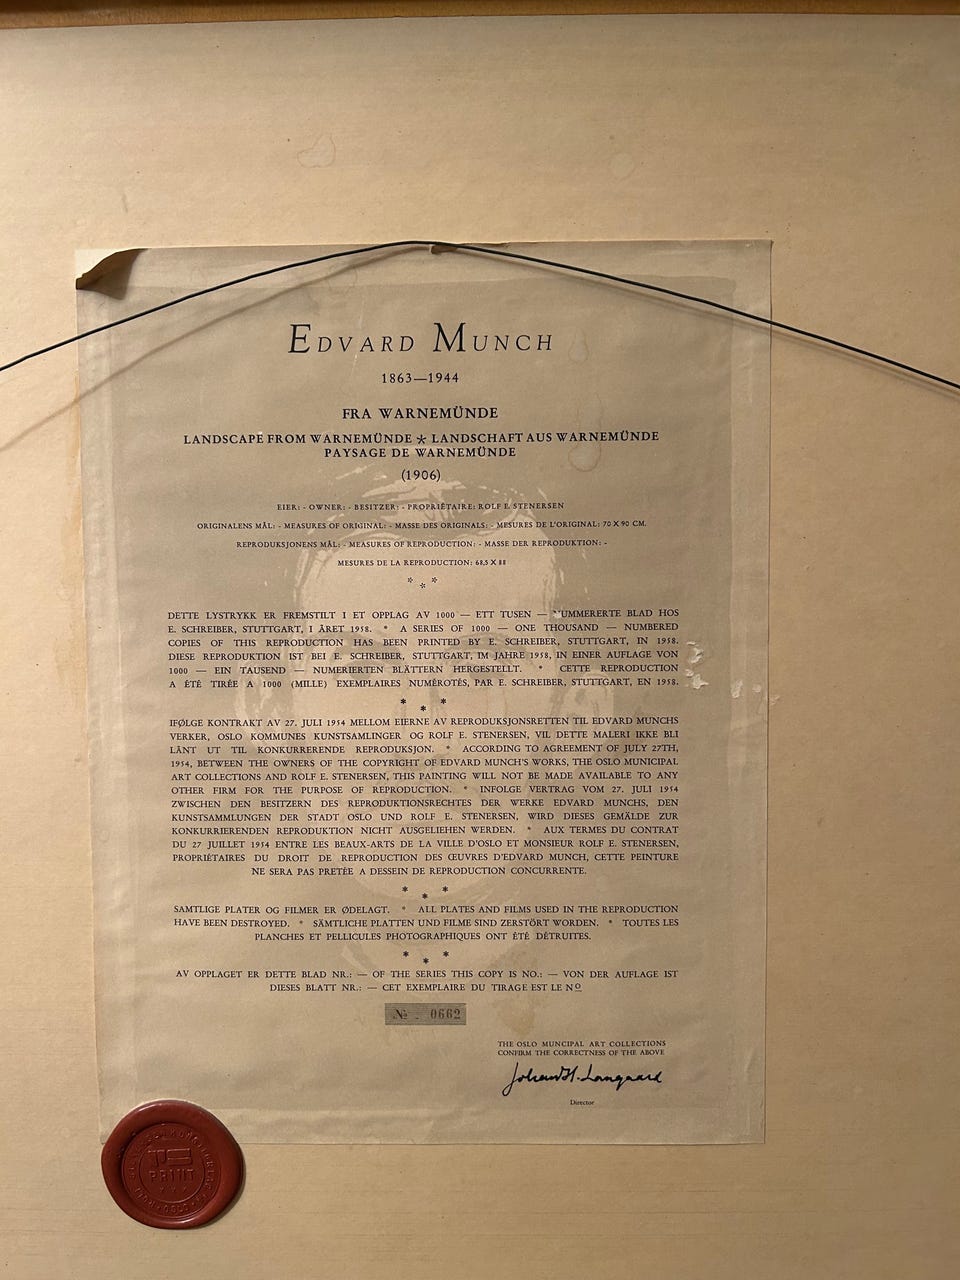 EDVARD MUNCH
1863—1944
FRA WARNEMÜNDE
LANDSCAPE FROM WARNEMÜNDE * LANDSCHAFT AUS WARNEMÜNDE
PAYSAGE DE WARNEMÜNDE
(1906)
EIER: - OWNER: - BESITZER: - PROPRIÉTAIRE: ROLF E. STENERSEN
ORIGINALENS MÅL: - MEASURES OF ORIGINAL: - MASSE DES ORIGINALS: - MESURES DE L'ORIGINAL: 70 X 90 CM.
REPRODUKSJONENS MÅL: - MEASURES OF REPRODUCTION: - MASSE DER REPRODUKTION: -
MESURES DE LA REPRODUCTION: 68,5 X 88
* * *
DETTE LYSTRYKK ER FREMSTILT I ET OPPLAG AV 1000 — ETT TUSEN — NUMMERERTE BLAD HOS
E. SCHREIBER, STUTTGART, I ÅRET 1958. * A SERIES OF 1000 — ONE THOUSAND — NUMBERED
COPIES OF THIS REPRODUCTION HAS BEEN PRINTED BY E. SCHREIBER, STUTTGART, IN 1958.
DIESE REPRODUKTION IST BEI E. SCHREIBER, STUTTGART, IM JAHRE 1958, IN EINER AUFLAGE VON
1000 — EIN TAUSEND — NUMERIERTEN BLÄTTERN HERGESTELLT. * CETTE REPRODUCTION
A ÉTÉ TIRÉE A 1000 (MILLE) EXEMPLAIRES NUMÉROTÉS, PAR E. SCHREIBER, STUTTGART, EN 1958.
* * *
IFØLGE KONTRAKT AV 27. JULI 1954 MELLOM EIERNE AV REPRODUKSJONSRETTEN TIL EDVARD MUNCHS
VERKER, OSLO KOMMUNES KUNSTSAMLINGER OG ROLF E. STENERSEN, VIL DETTE MALERI IKKE BLI
LÅNT UT TIL KONKURRERENDE REPRODUKSJON. * ACCORDING TO AGREEMENT OF JULY 27TH,
1954, BETWEEN THE OWNERS OF THE COPYRIGHT OF EDVARD MUNCH'S WORKS, THE OSLO MUNICIPAL
ART COLLECTIONS AND ROLF E. STENERSEN, THIS PAINTING WILL NOT BE MADE AVAILABLE TO ANY
OTHER FIRM FOR THE PURPOSE OF REPRODUCTION. * INFOLGE VERTRAG VOM 27. JULI 1954
ZWISCHEN DEN BESITZERN DES REPRODUKTIONSRECHTES DER WERKE EDVARD MUNCHS, DEN
KUNSTSAMMLUNGEN DER STADT OSLO UND ROLF E. STENERSEN, WIRD DIESES GEMÄLDE ZUR
KONKURRIERENDEN REPRODUKTION NICHT AUSGELIEHEN WERDEN. * AUX TERMES DU CONTRAT
DU 27 JUILLET 1954 ENTRE LES BEAUX-ARTS DE LA VILLE D'OSLO ET MONSIEUR ROLF E. STENERSEN,
PROPRIÉTAIRES DU DROIT DE REPRODUCTION DES ŒUVRES D'EDVARD MUNCH, CETTE PEINTURE
NE SERA PAS PRETÉE A DESSEIN DE REPRODUCTION CONCURRENTE.
* * *
SAMTLIGE PLATER OG FILMER ER ØDELAGT. * ALL PLATES AND FILMS USED IN THE REPRODUCTION
HAVE BEEN DESTROYED. * SÄMTLICHE PLATTEN UND FILME SIND ZERSTÖRT WORDEN. * TOUTES LES
PLANCHES ET PELLICULES PHOTOGRAPHIQUES ONT ÉTÉ DÉTRUITES.
* * *
AV OPPLAGET ER DETTE BLAD NR.: — OF THE SERIES THIS COPY IS NO.: — VON DER AUFLAGE IST
DIESES BLATT NR.: — CET EXEMPLAIRE DU TIRAGE EST LE Nº
№ 0662
THE OSLO MUNCIPAL ART COLLECTIONS
CONFIRM THE CORRECTNESS OF THE ABOVE
Johan H. Langaard
Director
PRINT
OSLO